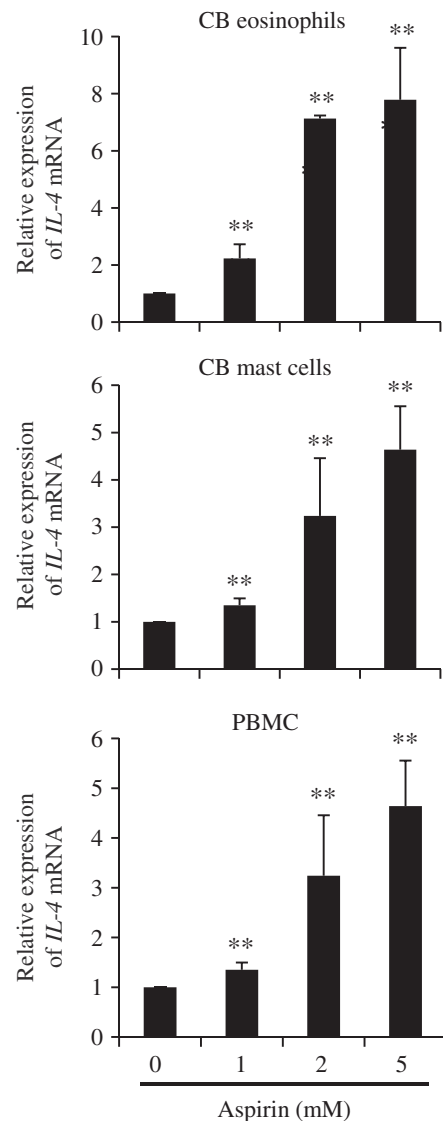 CB eosinophils
Relative expression
of IL-4 mRNA
10
8
6
4
2
0
**
**
**
CB mast cells
Relative expression
of IL-4 mRNA
6
5
4
3
2
1
0
**
**
**
PBMC
Relative expression
of IL-4 mRNA
6
5
4
3
2
1
0
**
**
**
0 1 2 5
Aspirin (mM)